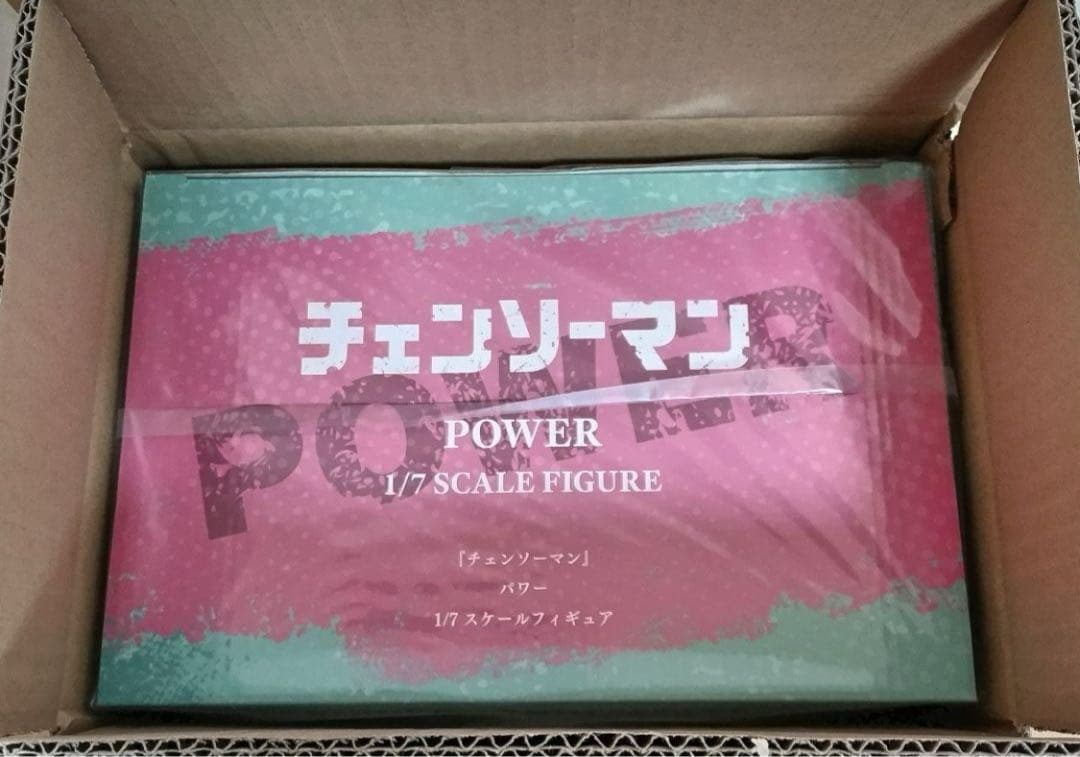 チェンソーマン
POWER
POWER
1/7 SCALE FIGURE
『チェンソーマン』
パワー
1/7 スケールフィギュア